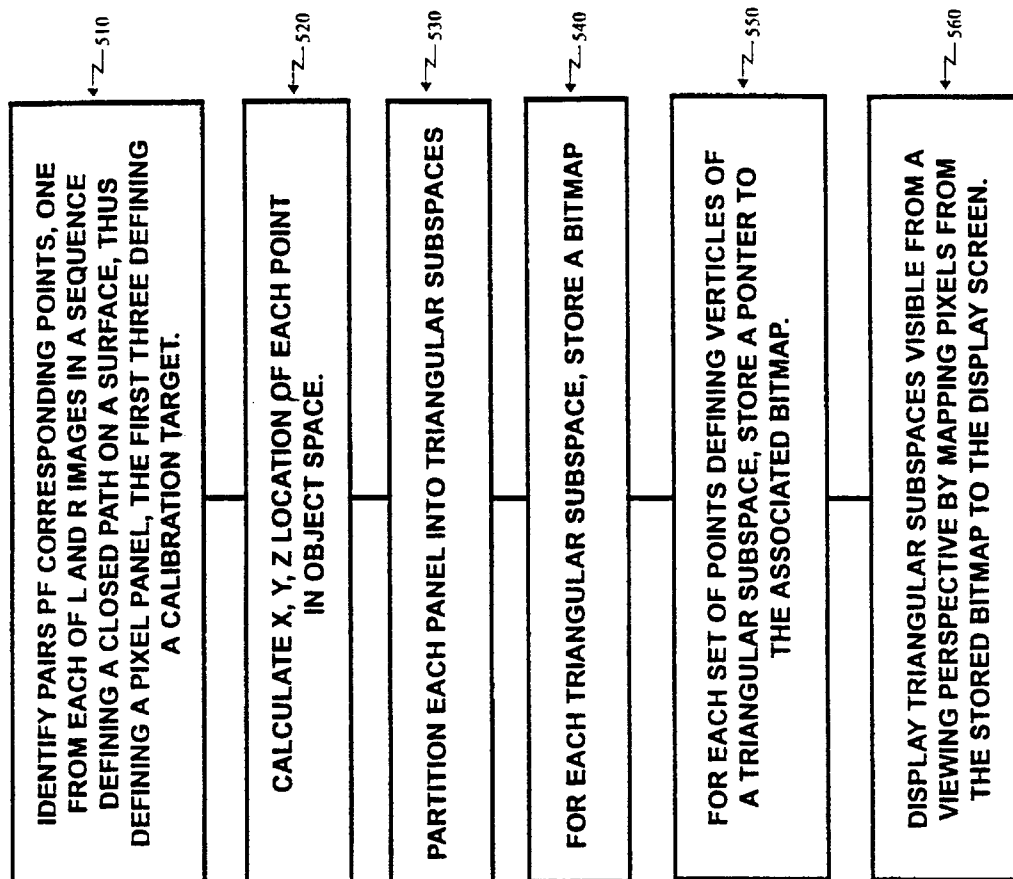 IDENTIFY PAIRS PF CORRESPONDING POINTS, ONE
FROM EACH OF L AND R IMAGES IN A SEQUENCE
DEFINING A CLOSED PATH ON A SURFACE, THUS
DEFINING A PIXEL PANEL, THE FIRST THREE DEFINING
A CALIBRATION TARGET.
510
CALCULATE X, Y, Z LOCATION OF EACH POINT
IN OBJECT SPACE.
520
PARTITION EACH PANEL INTO TRIANGULAR SUBSPACES
530
FOR EACH TRIANGULAR SUBSPACE, STORE A BITMAP
540
FOR EACH SET OF POINTS DEFINING VERTICLES OF
A TRIANGULAR SUBSPACE, STORE A PONTER TO
THE ASSOCIATED BITMAP.
550
DISPLAY TRIANGULAR SUBSPACES VISIBLE FROM A
VIEWING PERSPECTIVE BY MAPPING PIXELS FROM
THE STORED BITMAP TO THE DISPLAY SCREEN.
560